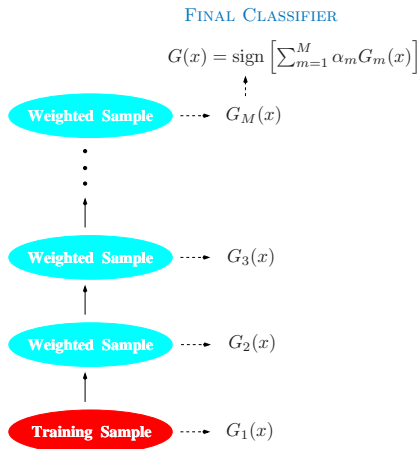 FINAL CLASSIFIER
G(x) = sign [∑_{m=1}^{M} α_m G_m(x)]
Weighted Sample G_M(x)
Weighted Sample G_3(x)
Weighted Sample G_2(x)
Training Sample G_1(x)